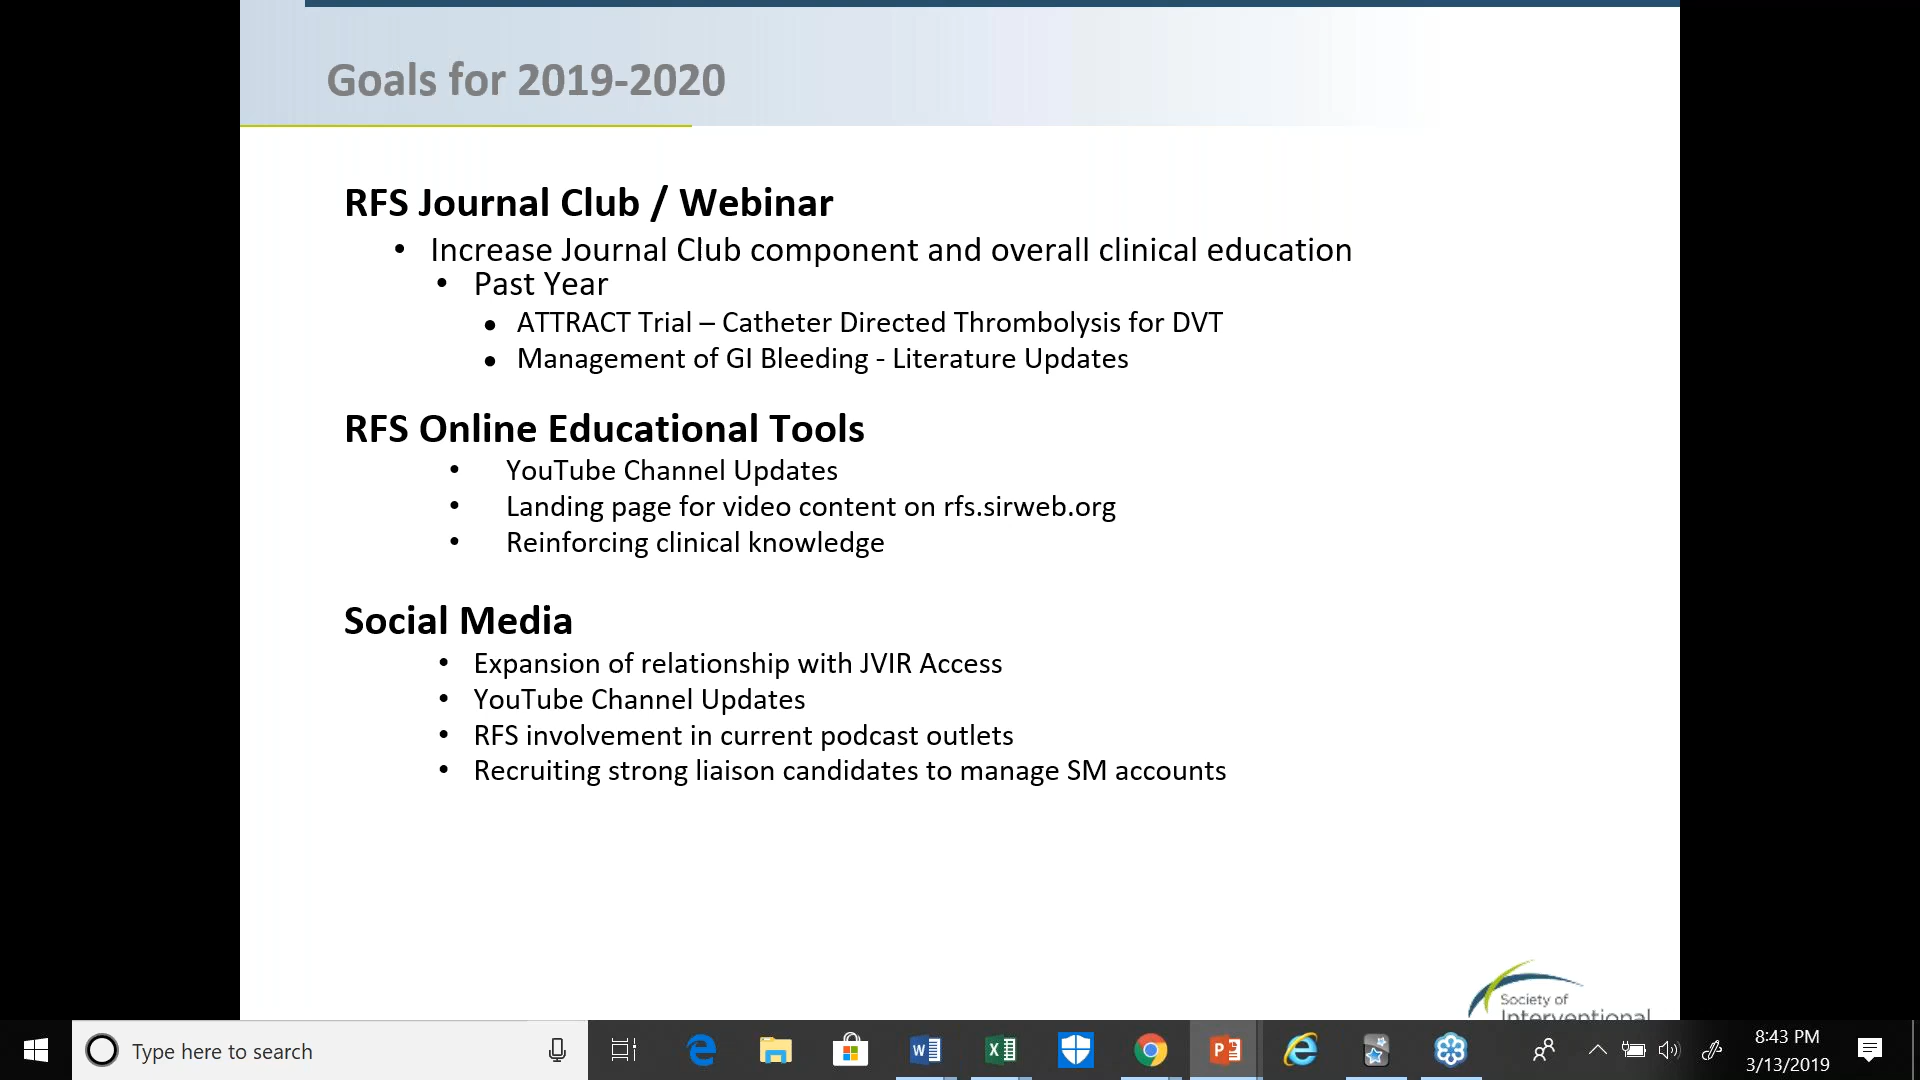 Goals for 2019-2020
RFS Journal Club / Webinar
• Increase Journal Club component and overall clinical education
• Past Year
• ATTRACT Trial – Catheter Directed Thrombolysis for DVT
• Management of GI Bleeding - Literature Updates
RFS Online Educational Tools
• YouTube Channel Updates
• Landing page for video content on rfs.sirweb.org
• Reinforcing clinical knowledge
Social Media
• Expansion of relationship with JVIR Access
• YouTube Channel Updates
• RFS involvement in current podcast outlets
• Recruiting strong liaison candidates to manage SM accounts
Society of
Interventional
Type here to search
8:43 PM
3/13/2019